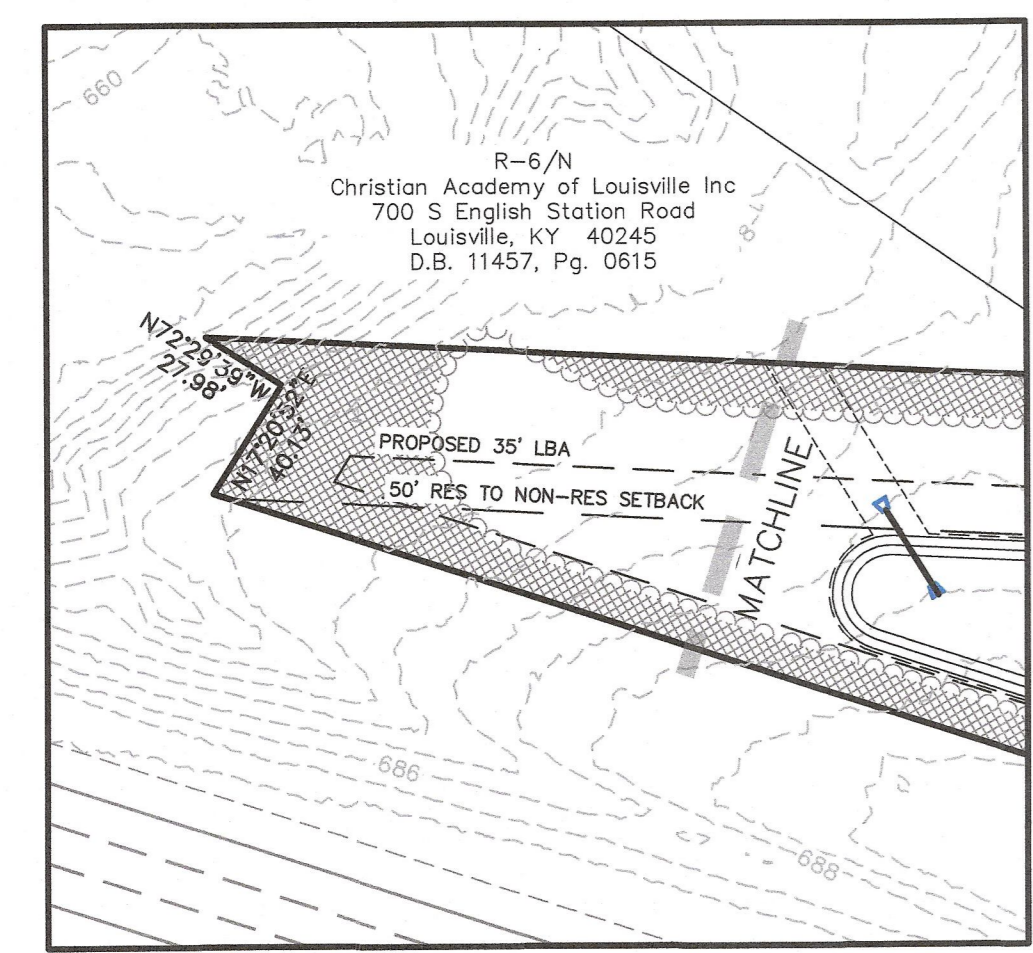 660
R-6/N
Christian Academy of Louisville Inc
700 S English Station Road
Louisville, KY 40245
D.B. 11457, Pg. 0615
N72°29'39"W
27.98'
N17°20'52"E
40.13'
PROPOSED 35' LBA
50' RES TO NON-RES SETBACK
MATCHLINE
686
688